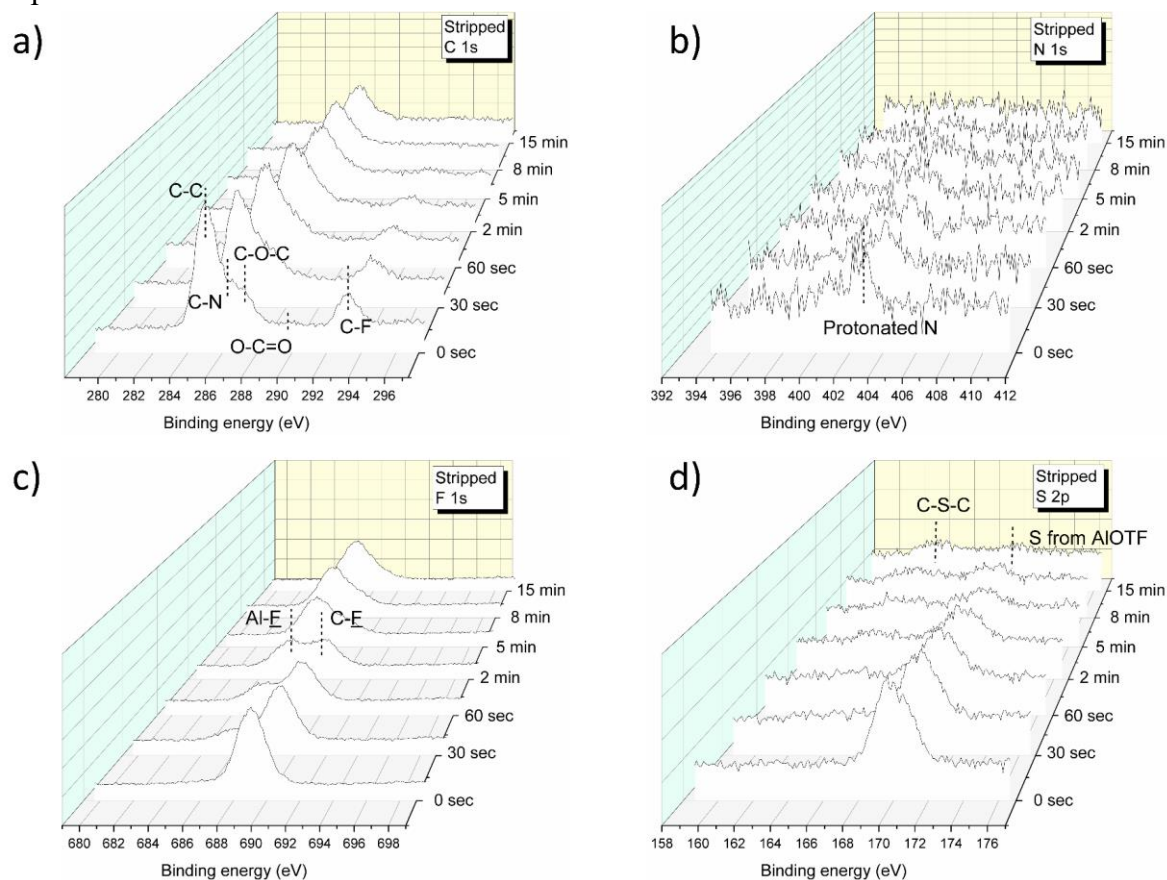 a)
Stripped
C 1s
C-C
C-O-C
C-N
C-F
O-C=O
15 min
8 min
5 min
2 min
60 sec
30 sec
0 sec
280 282 284 286 288 290 292 294 296
Binding energy (eV)
b)
Stripped
N 1s
Protonated N
15 min
8 min
5 min
2 min
60 sec
30 sec
0 sec
392 394 396 398 400 402 404 406 408 410 412
Binding energy (eV)
c)
Stripped
F 1s
Al-F C-F
15 min
8 min
5 min
2 min
60 sec
30 sec
0 sec
680 682 684 686 688 690 692 694 696 698
Binding energy (eV)
d)
Stripped
S 2p
C-S-C
S from AlOTF
15 min
8 min
5 min
2 min
60 sec
30 sec
0 sec
158 160 162 164 166 168 170 172 174 176
Binding energy (eV)